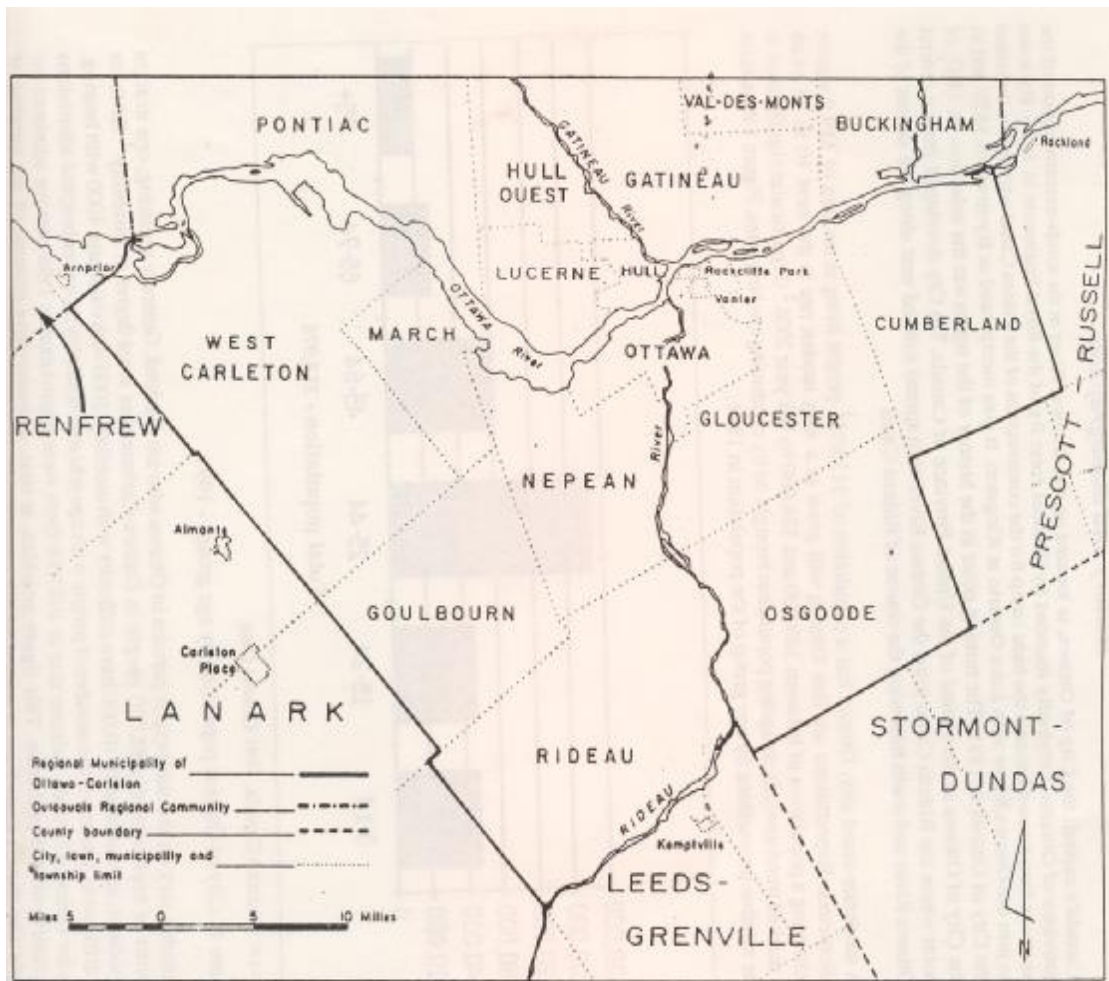 PONTIAC
VAL-DES-MONTS
BUCKINGHAM
Rockland
GATINEAU
River
HULL
OUEST
GATINEAU
LUCERNE
HULL
Rockcliffe Park
Vanier
Arnprior
OTTAWA
River
MARCH
WEST
CARLETON
OTTAWA
CUMBERLAND
RENFREW
GLOUCESTER
PRESCOTT - RUSSELL
NEPEAN
River
Almonte
GOULBOURN
OSGOODE
Carleton
Place
LANARK
RIDEAU
STORMONT -
DUNDAS
RIDEAU
Kemptville
LEEDS -
GRENVILLE
Regional Municipality of
Ottawa-Carleton
Outaouais Regional Community
County boundary
City, town, municipality and
township limit
Miles 5 0 5 10 Milles
N